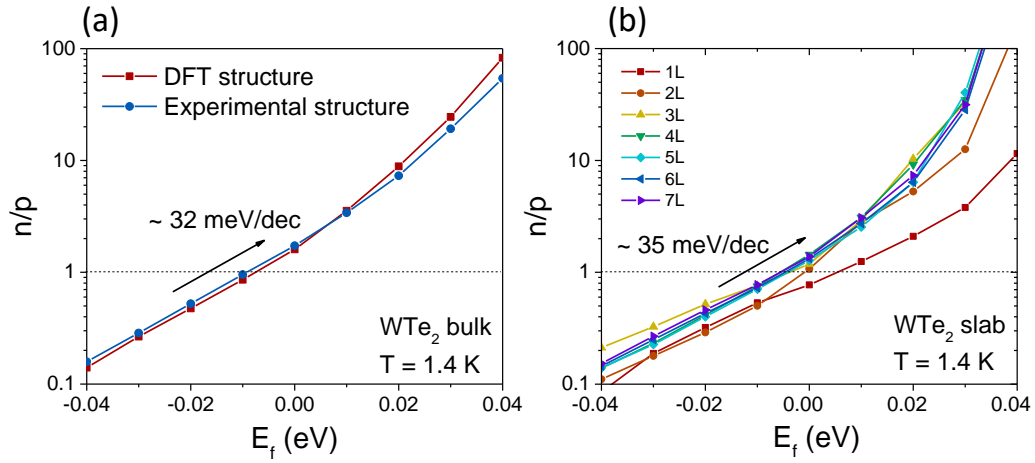 (a)
100
10
1
0.1
n/p
DFT structure
Experimental structure
~ 32 meV/dec
WTe₂ bulk
T = 1.4 K
-0.04 -0.02 0.00 0.02 0.04
E_f (eV)
(b)
100
10
1
0.1
n/p
1L
2L
3L
4L
5L
6L
7L
~ 35 meV/dec
WTe₂ slab
T = 1.4 K
-0.04 -0.02 0.00 0.02 0.04
E_f (eV)